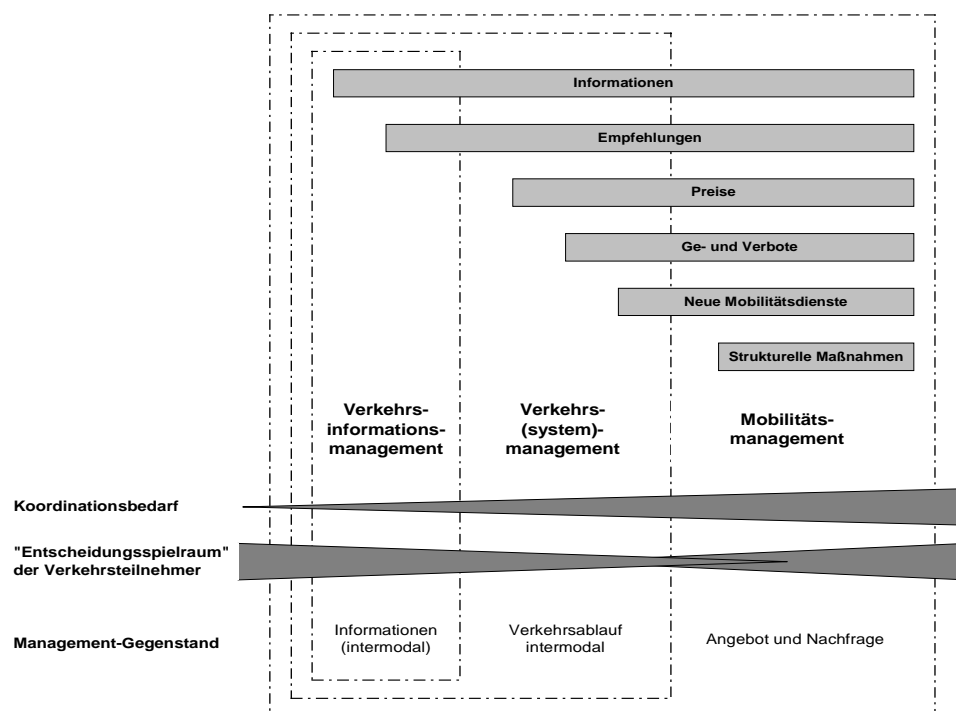 Informationen
Empfehlungen
Preise
Ge- und Verbote
Neue Mobilitätsdienste
Strukturelle Maßnahmen
Verkehrs-
informations-
management
Verkehrs-
(system)-
management
Mobilitäts-
management
Koordinationsbedarf
"Entscheidungsspielraum"
der Verkehrsteilnehmer
Management-Gegenstand
Informationen
(intermodal)
Verkehrsablauf
intermodal
Angebot und Nachfrage